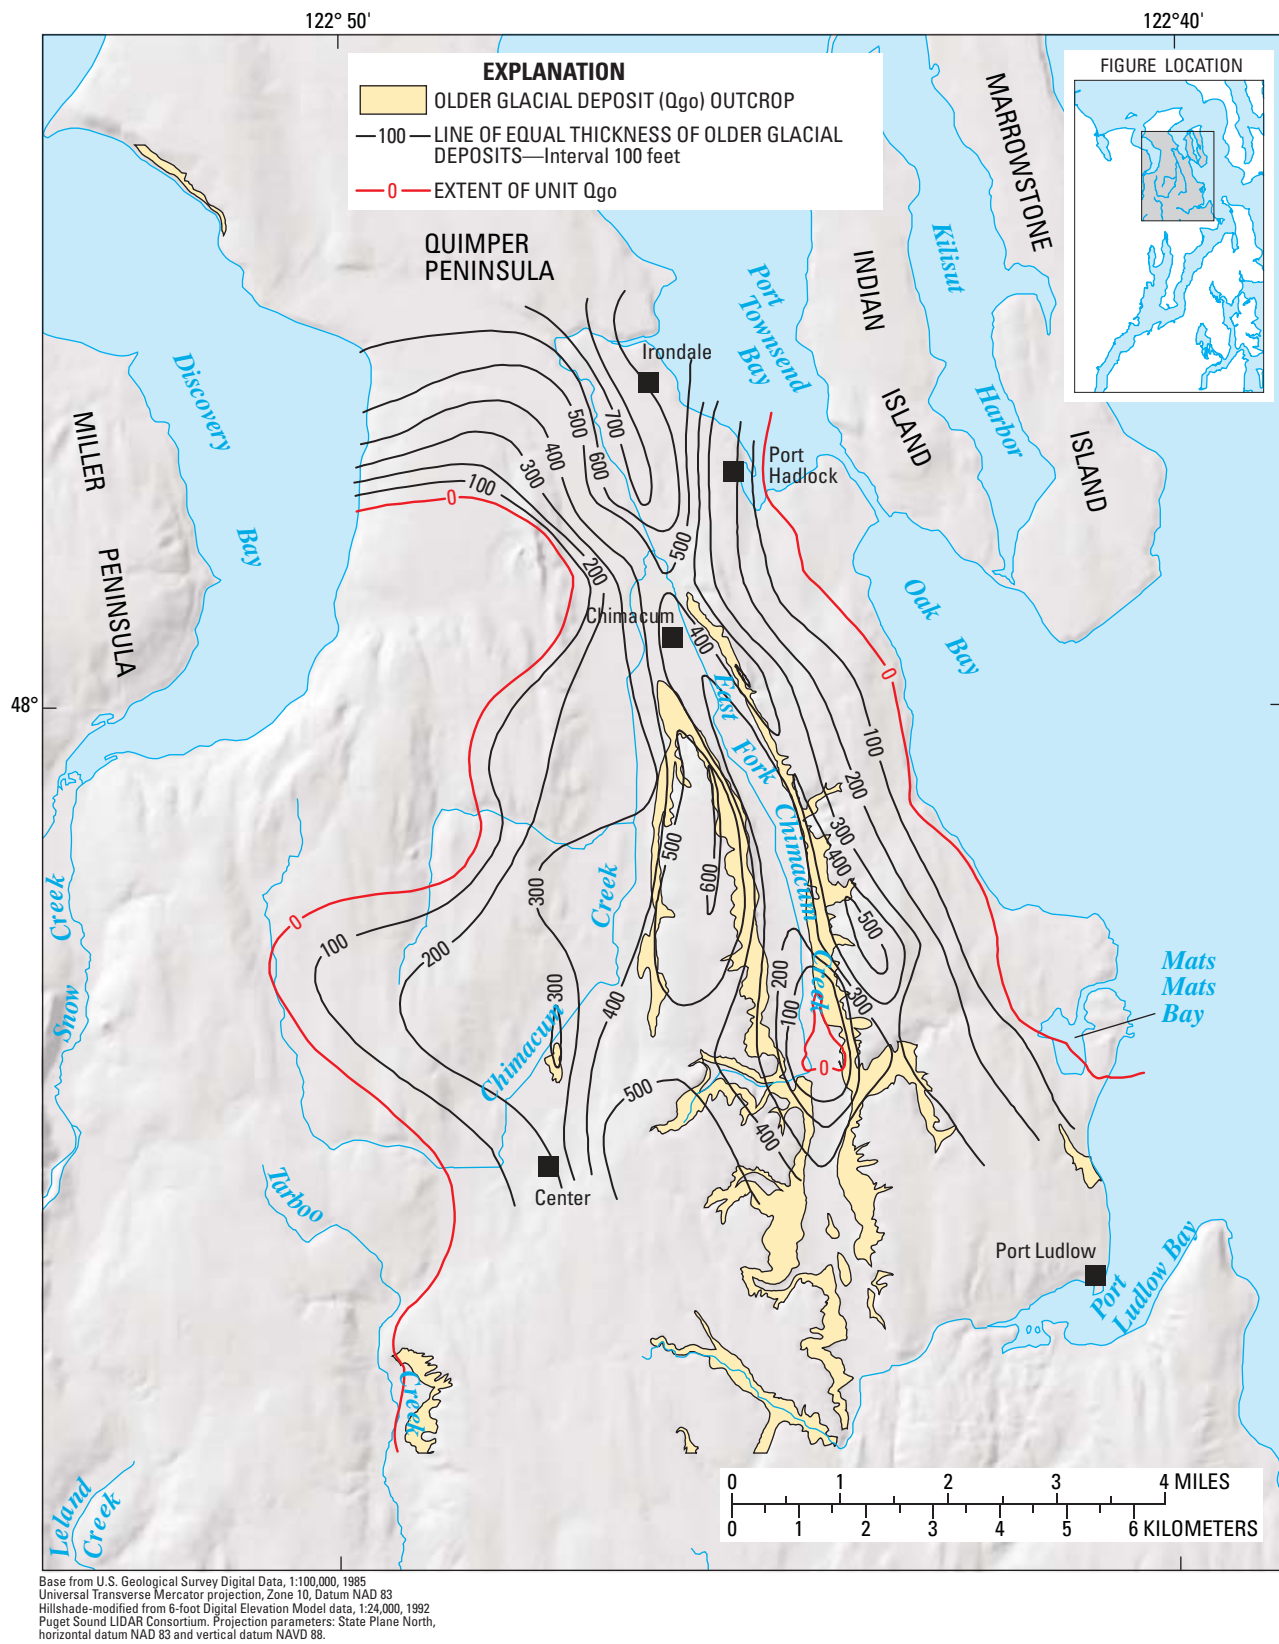 122° 50'
122° 40'
EXPLANATION
OLDER GLACIAL DEPOSIT (Qgo) OUTCROP
100
LINE OF EQUAL THICKNESS OF OLDER GLACIAL
DEPOSITS—Interval 100 feet
0
EXTENT OF UNIT Qgo
FIGURE LOCATION
MARROWSTONE
ISLAND
QUIMPER
PENINSULA
Kilisut
Harbor
INDIAN
ISLAND
Port
Townsend
Bay
Irondale
Discovery
Bay
MILLER
PENINSULA
700
500
600
400
300
100
0
Port
Hadlock
500
200
Chimacum
400
Oak
Bay
0
48°
East
Fork
Chimacum
Creek
100
200
300
400
500
500
600
300
Creek
Chimacum
300
400
0
100
200
200
100
300
0
Snow
Creek
Mats
Mats
Bay
500
400
Center
Tarboo
Creek
Port Ludlow
Port
Ludlow Bay
Leland
Creek
0 1 2 3 4 MILES
0 1 2 3 4 5 6 KILOMETERS
Base from U.S. Geological Survey Digital Data, 1:100,000, 1985
Universal Transverse Mercator projection, Zone 10, Datum NAD 83
Hillshade-modified from 6-foot Digital Elevation Model data, 1:24,000, 1992
Puget Sound LIDAR Consortium. Projection parameters: State Plane North,
horizontal datum NAD 83 and vertical datum NAVD 88.